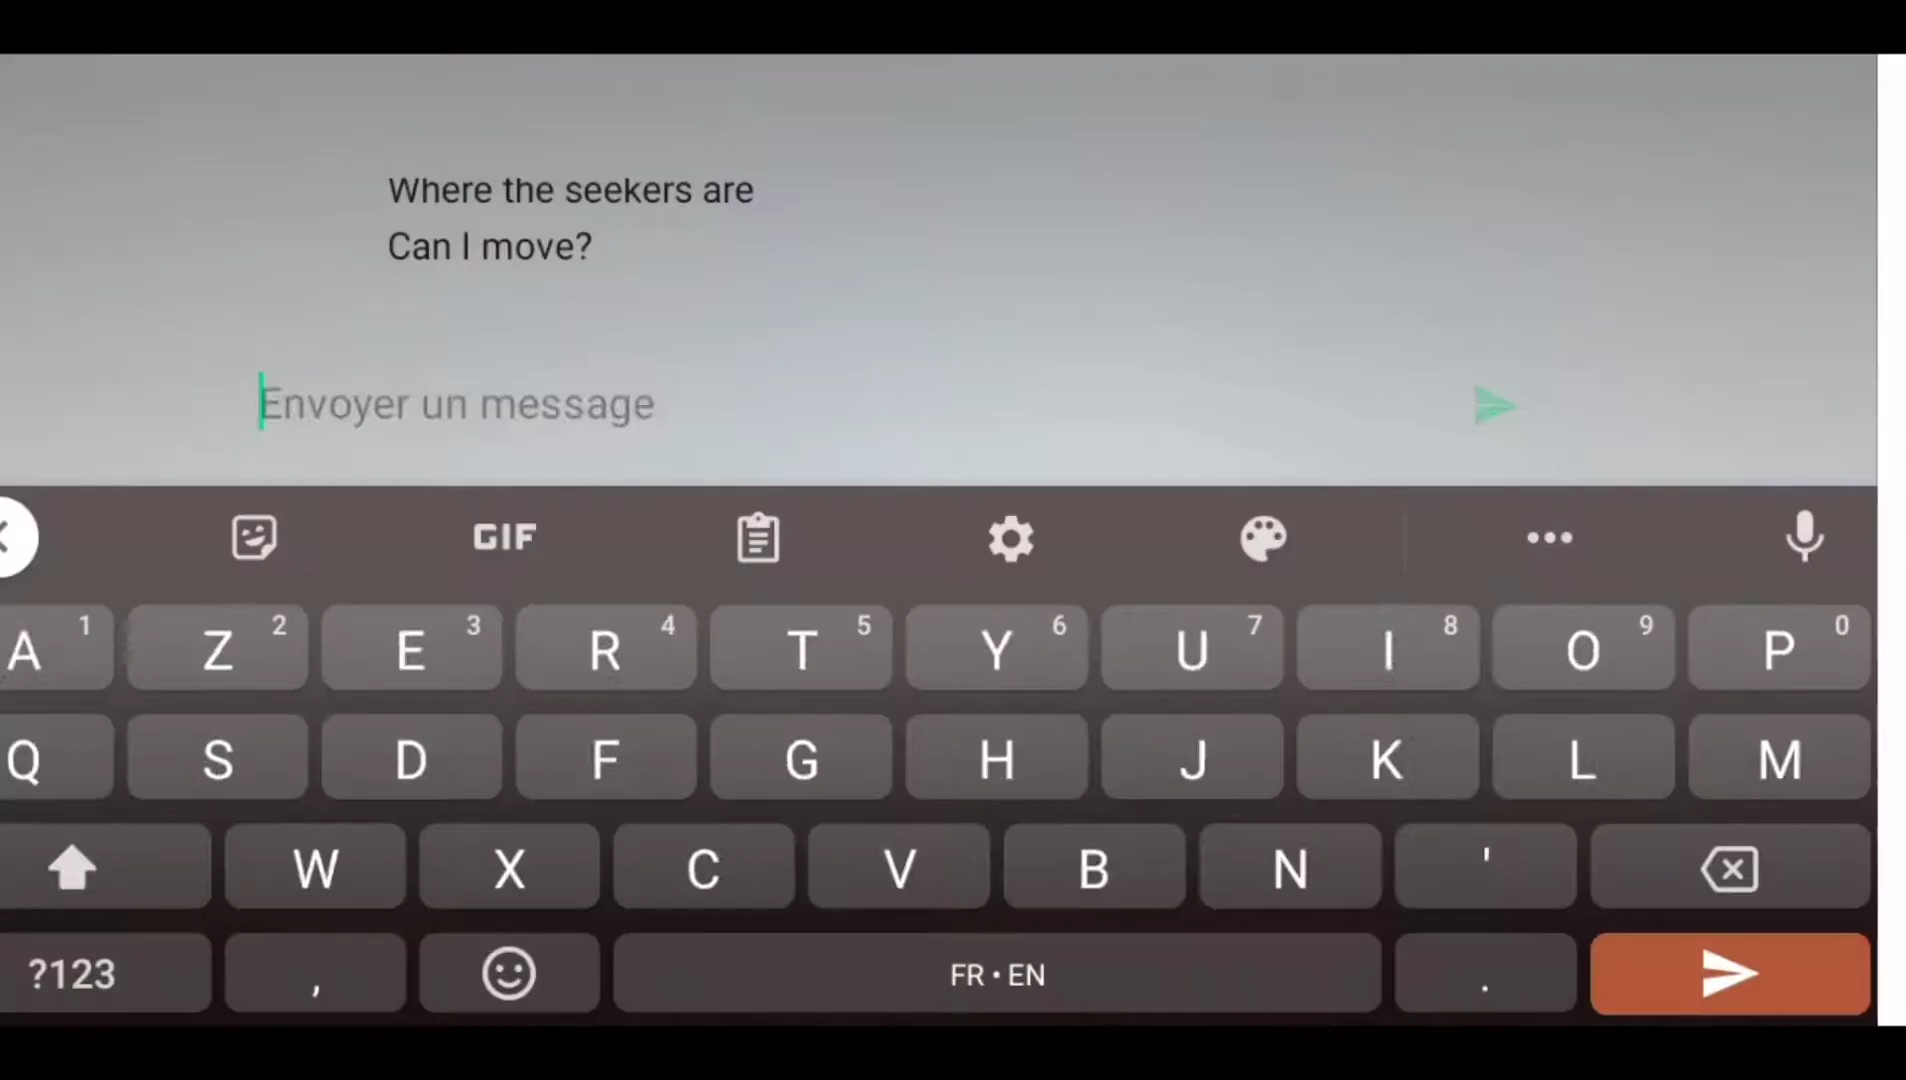 Where the seekers are
Can I move?
Envoyer un message
GIF
A 1 Z 2 E 3 R 4 T 5 Y 6 U 7 I 8 O 9 P 0
Q S D F G H J K L M
W X C V B N '
?123 , FR • EN .